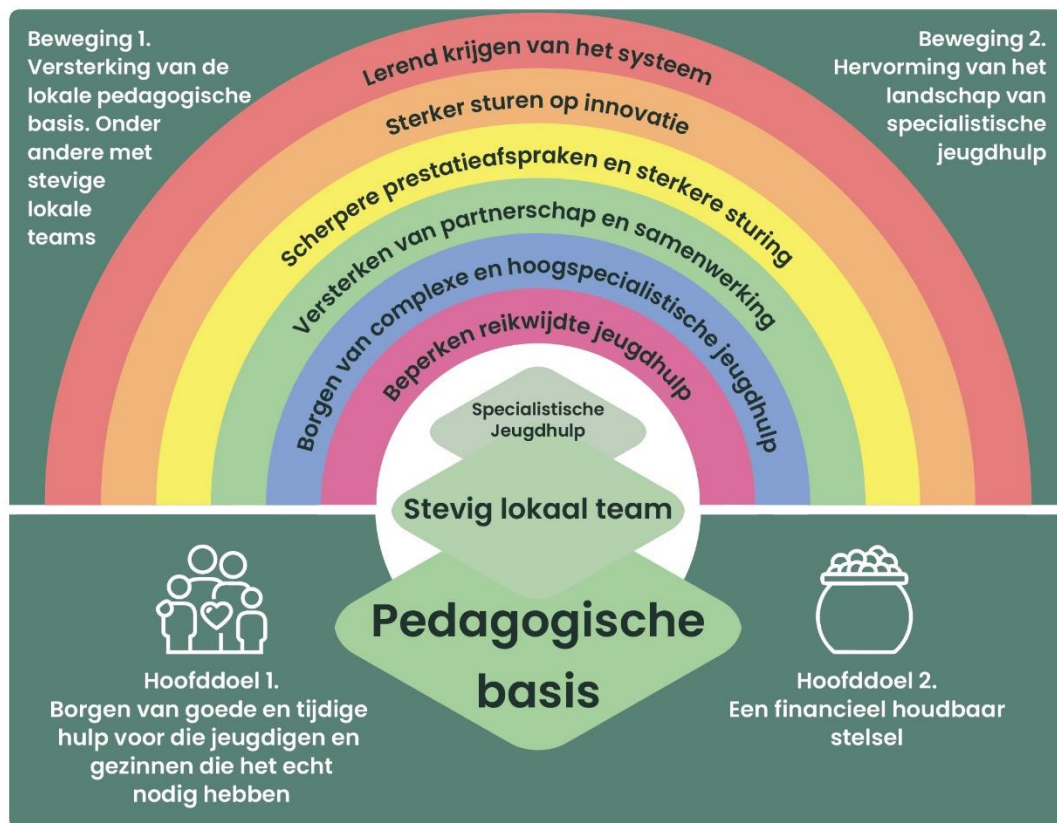 Beweging 1.
Versterking van de
lokale pedagogische
basis. Onder
andere met
stevige
lokale
teams
Beweging 2.
Hervorming van het
landschap van
specialistische
jeugdhulp
Lerend krijgen van het systeem
Sterker sturen op innovatie
Scherpere prestatieafspraken en sterkere sturing
Versterken van partnerschap en samenwerking
Borgen van complexe en hoogspecialistische jeugdhulp
Beperken reikwijdte jeugdhulp
Specialistische
Jeugdhulp
Stevig lokaal team
Pedagogische
basis
Hoofddoel 1.
Borgen van goede en tijdige
hulp voor die jeugdigen en
gezinnen die het echt
nodig hebben
Hoofddoel 2.
Een financieel houdbaar
stelsel